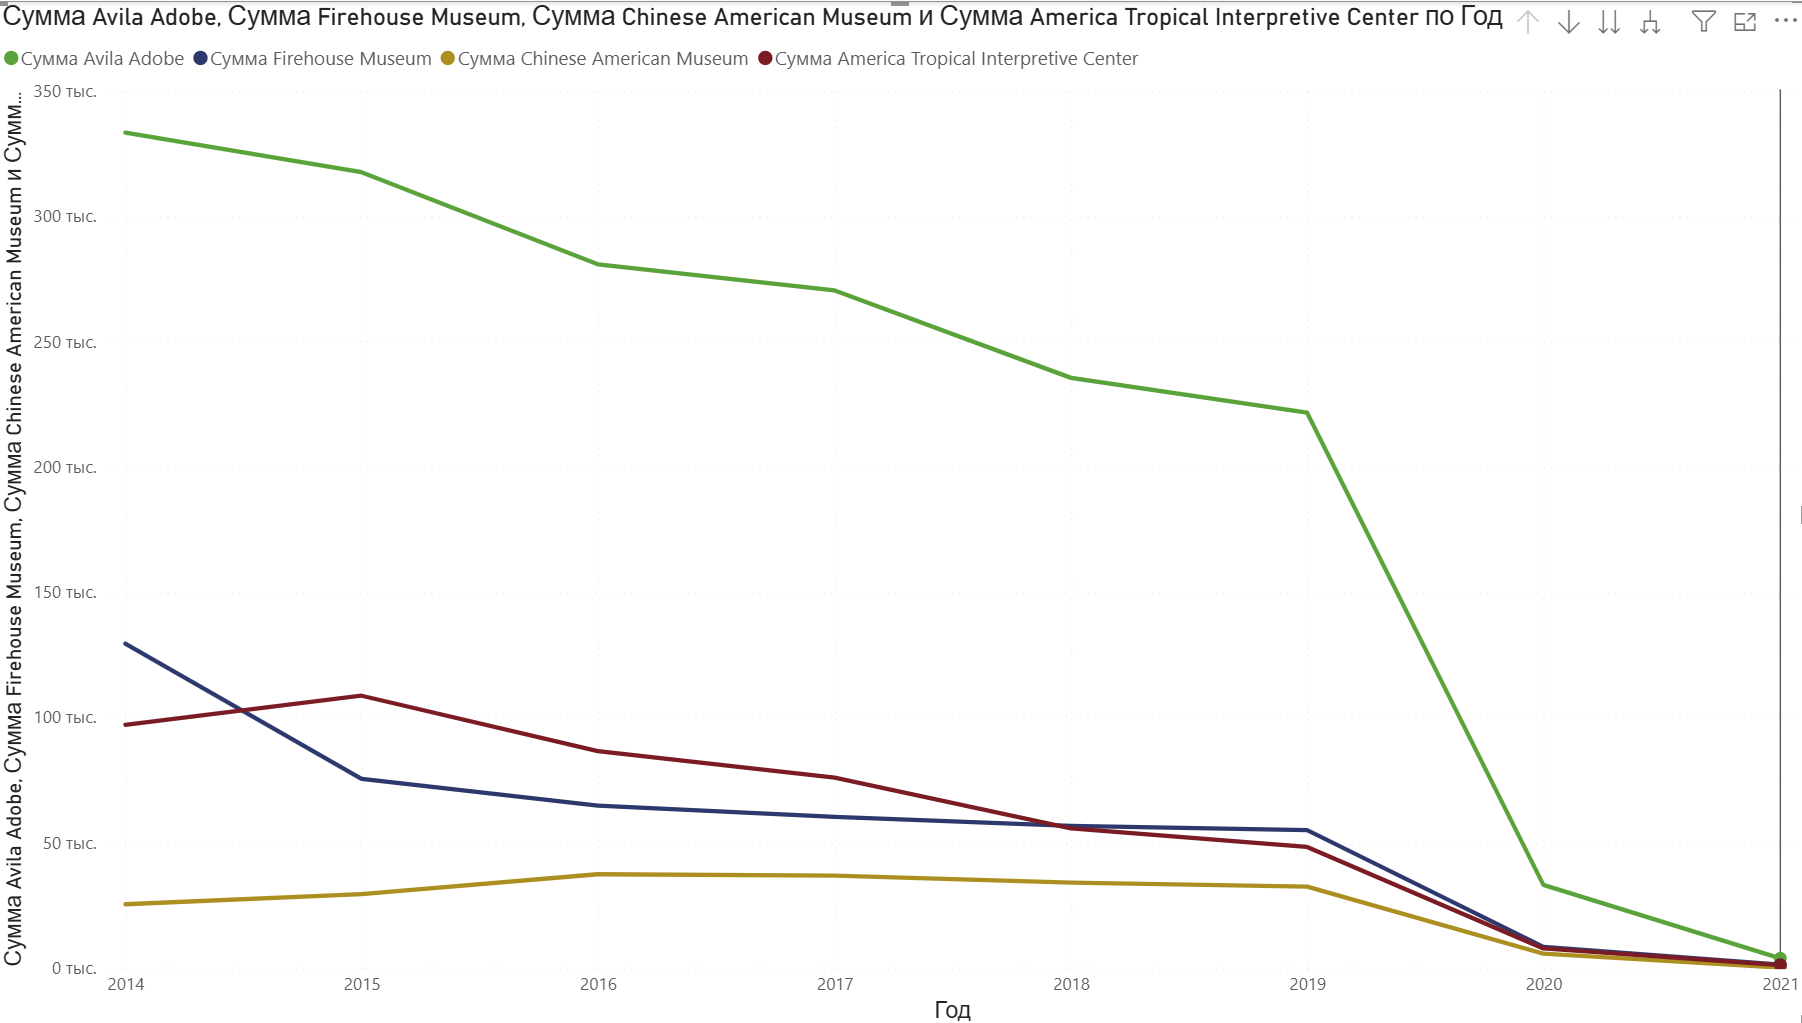 Сумма Avila Adobe, Сумма Firehouse Museum, Сумма Chinese American Museum и Сумма America Tropical Interpretive Center по Год
Сумма Avila Adobe Сумма Firehouse Museum Сумма Chinese American Museum Сумма America Tropical Interpretive Center
Сумма Avila Adobe, Сумма Firehouse Museum, Сумма Chinese American Museum и Сумм...
350 тыс.
300 тыс.
250 тыс.
200 тыс.
150 тыс.
100 тыс.
50 тыс.
0 тыс.
2014 2015 2016 2017 2018 2019 2020 2021
Год